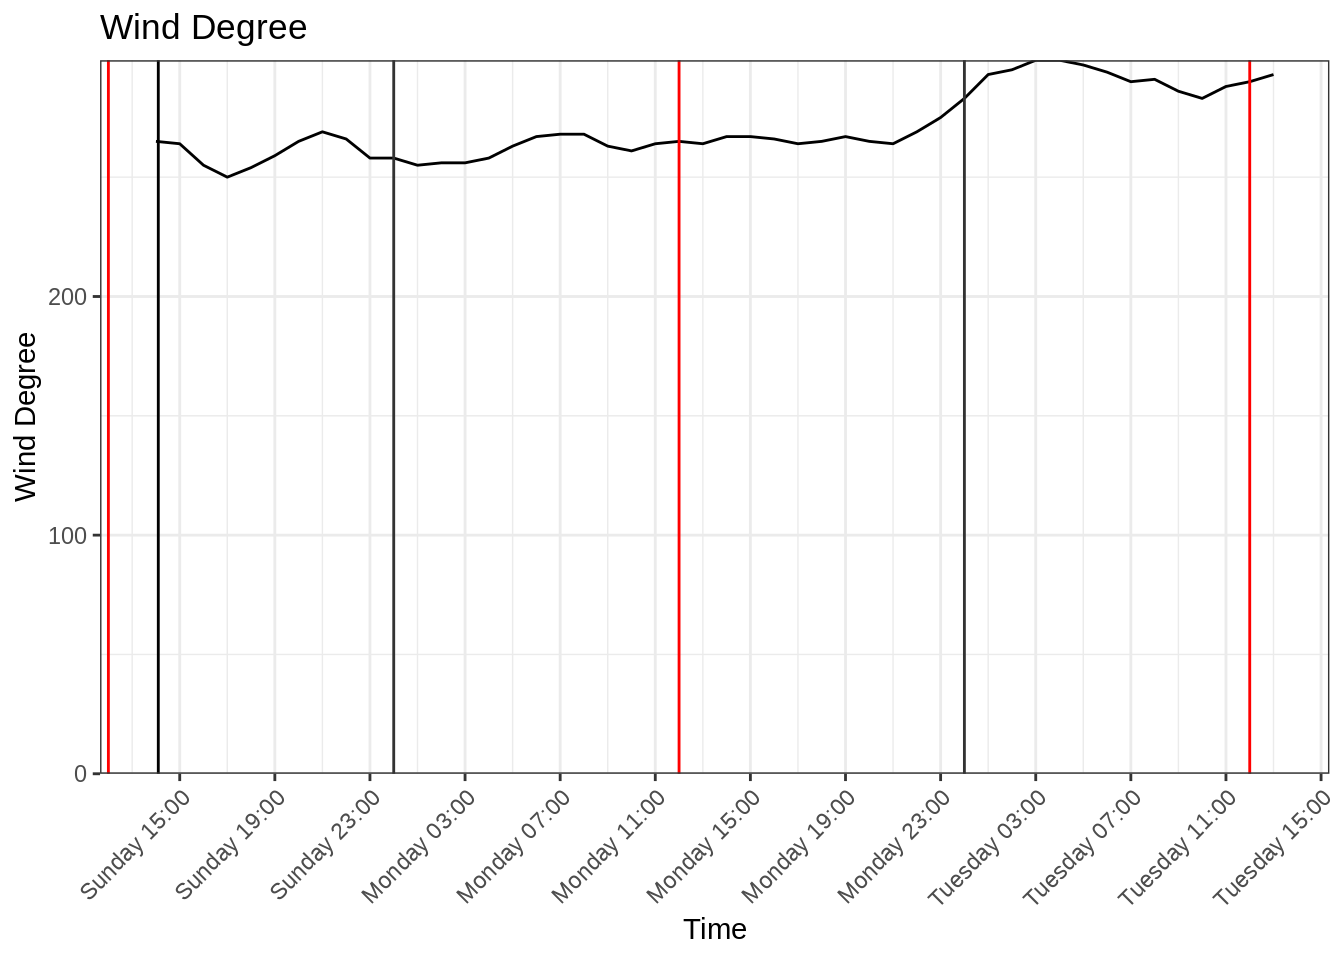 Wind Degree
Wind Degree
200
100
0
Sunday 15:00
Sunday 19:00
Sunday 23:00
Monday 03:00
Monday 07:00
Monday 11:00
Monday 15:00
Monday 19:00
Monday 23:00
Tuesday 03:00
Tuesday 07:00
Tuesday 11:00
Tuesday 15:00
Time